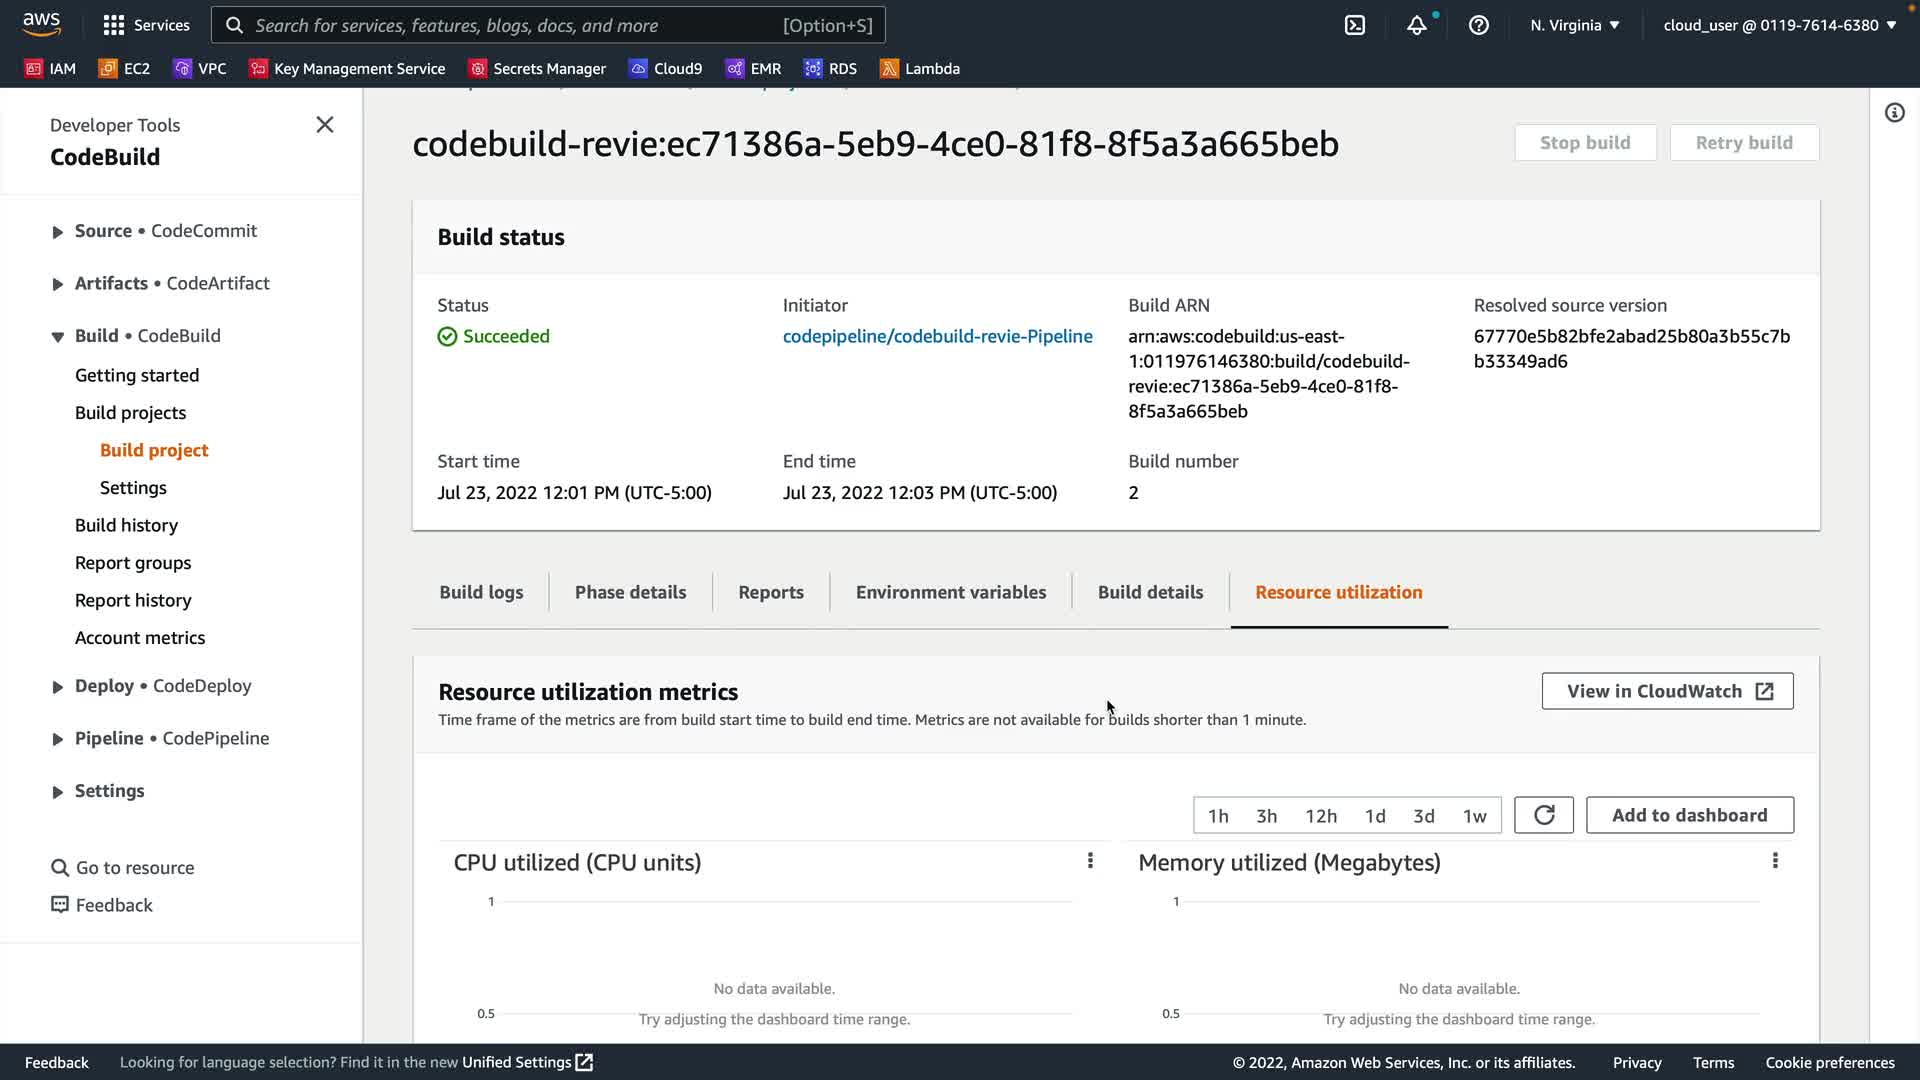 aws
Services
Search for services, features, blogs, docs, and more [Option+S]
N. Virginia ▼
cloud_user @ 0119-7614-6380 ▼
IAM
EC2
VPC
Key Management Service
Secrets Manager
Cloud9
EMR
RDS
Lambda
Developer Tools
CodeBuild
Source • CodeCommit
Artifacts • CodeArtifact
Build • CodeBuild
Getting started
Build projects
Build project
Settings
Build history
Report groups
Report history
Account metrics
Deploy • CodeDeploy
Pipeline • CodePipeline
Settings
Go to resource
Feedback
codebuild-revie:ec71386a-5eb9-4ce0-81f8-8f5a3a665beb
Stop build
Retry build
Build status
Status
Succeeded
Initiator
codepipeline/codebuild-revie-Pipeline
Build ARN
arn:aws:codebuild:us-east-
1:011976146380:build/codebuild-
revie:ec71386a-5eb9-4ce0-81f8-
8f5a3a665beb
Resolved source version
67770e5b82bfe2abad25b80a3b55c7b
b33349ad6
Start time
Jul 23, 2022 12:01 PM (UTC-5:00)
End time
Jul 23, 2022 12:03 PM (UTC-5:00)
Build number
2
Build logs
Phase details
Reports
Environment variables
Build details
Resource utilization
Resource utilization metrics
Time frame of the metrics are from build start time to build end time. Metrics are not available for builds shorter than 1 minute.
View in CloudWatch
1h 3h 12h 1d 3d 1w
Add to dashboard
CPU utilized (CPU units)
1
No data available.
0.5
Try adjusting the dashboard time range.
Memory utilized (Megabytes)
1
No data available.
0.5
Try adjusting the dashboard time range.
Feedback
Looking for language selection? Find it in the new Unified Settings
© 2022, Amazon Web Services, Inc. or its affiliates.
Privacy
Terms
Cookie preferences